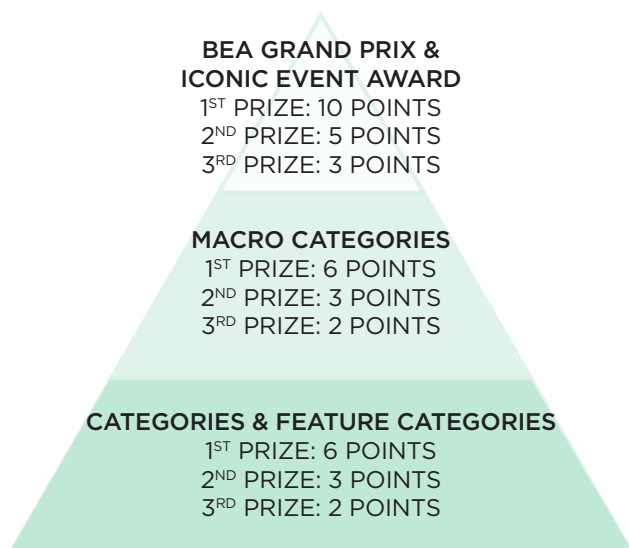 BEA GRAND PRIX &
ICONIC EVENT AWARD
1ST PRIZE: 10 POINTS
2ND PRIZE: 5 POINTS
3RD PRIZE: 3 POINTS
MACRO CATEGORIES
1ST PRIZE: 6 POINTS
2ND PRIZE: 3 POINTS
3RD PRIZE: 2 POINTS
CATEGORIES & FEATURE CATEGORIES
1ST PRIZE: 6 POINTS
2ND PRIZE: 3 POINTS
3RD PRIZE: 2 POINTS